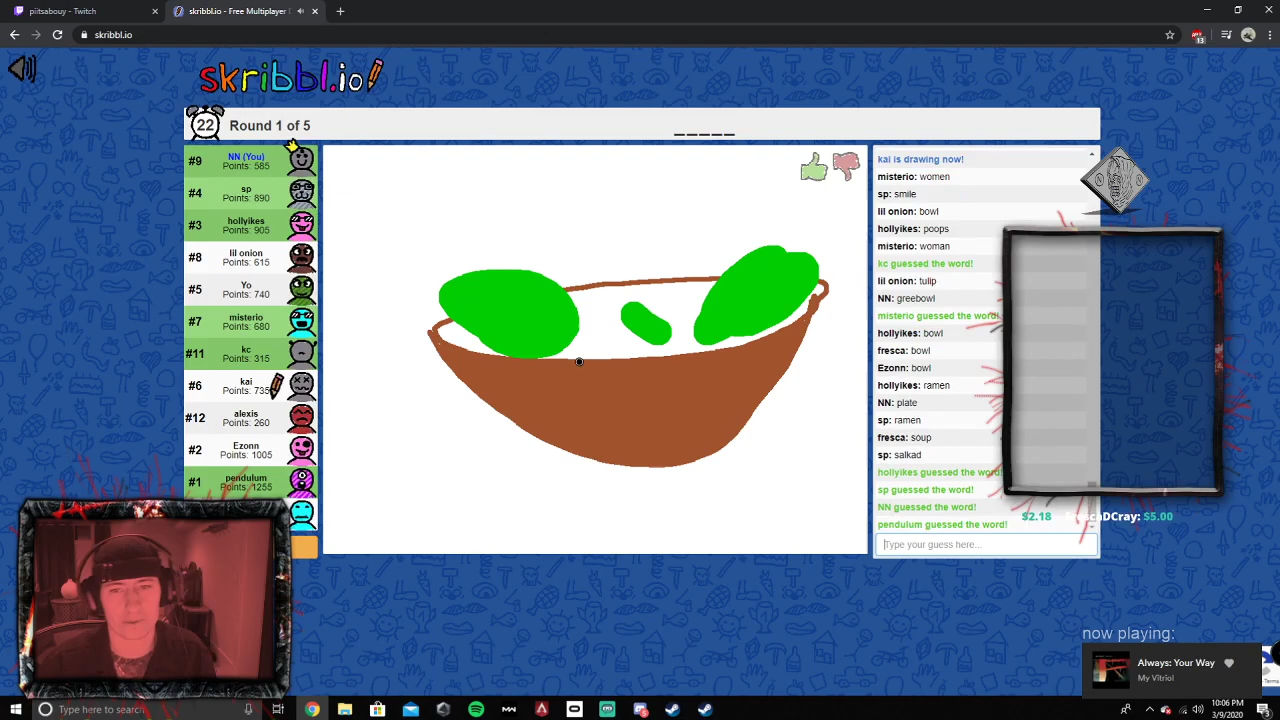 piitsabouy - Twitch
skribbl.io - Free Multiplayer
skribbl.io
13
skribbl.io
22
Round 1 of 5
_ _ _ _ _
#9 NN (You)
Points: 585
#4 sp
Points: 890
#3 hollyikes
Points: 905
#8 lil onion
Points: 615
#5 Yo
Points: 740
#7 misterio
Points: 680
#11 kc
Points: 315
#6 kai
Points: 735
#12 alexis
Points: 260
#2 Ezonn
Points: 1005
#1 pendulum
Points: 1255
kai is drawing now!
misterio: women
sp: smile
lil onion: bowl
hollyikes: poops
misterio: woman
kc guessed the word!
lil onion: tulip
NN: greebowl
misterio guessed the word!
hollyikes: bowl
fresca: bowl
Ezonn: bowl
hollyikes: ramen
NN: plate
sp: ramen
fresca: soup
sp: salkad
hollyikes guessed the word!
sp guessed the word!
NN guessed the word!
pendulum guessed the word!
Type your guess here...
$2.18
DCray: $5.00
now playing:
Always: Your Way
My Vitriol
Type here to search
10:06 PM
3/9/2020